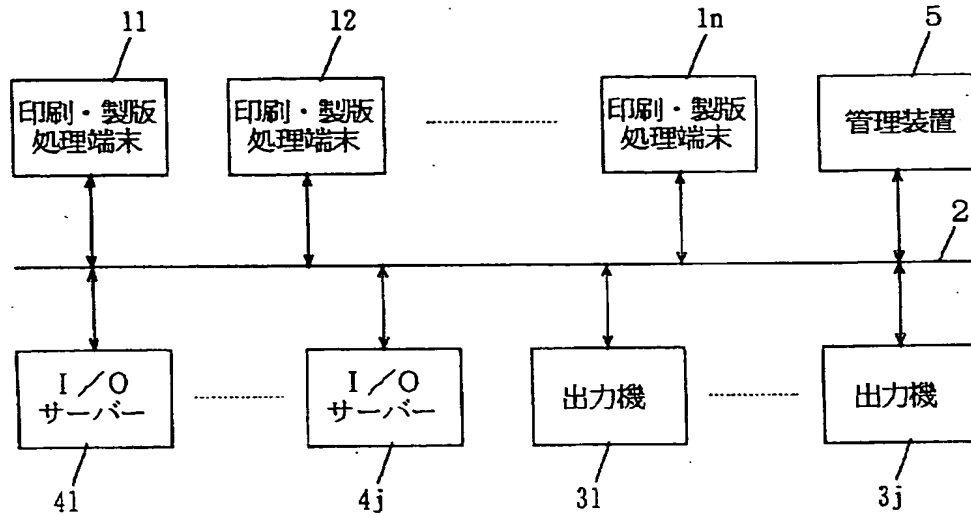 11
12
1n
5
印刷・製版
処理端末
印刷・製版
処理端末
印刷・製版
処理端末
管理装置
2
I/O
サーバー
I/O
サーバー
出力機
出力機
41
4j
31
3j